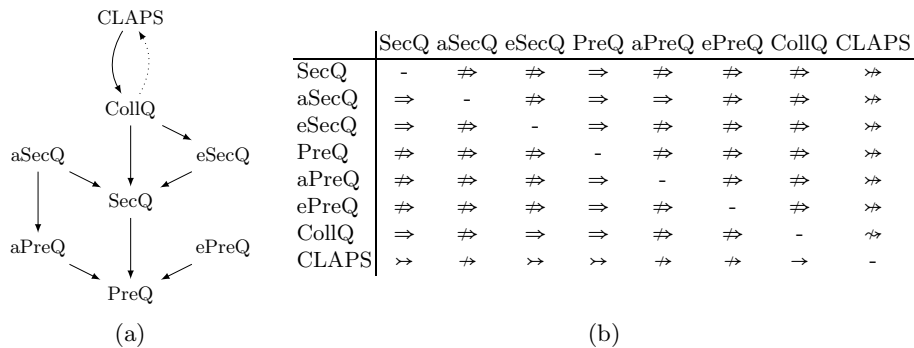 CLAPS
CollQ
aSecQ eSecQ
SecQ
aPreQ ePreQ
PreQ
(a)
SecQ aSecQ eSecQ PreQ aPreQ ePreQ CollQ CLAPS
SecQ - ⇏ ⇏ ⇒ ⇏ ⇏ ⇏ ↣̸
aSecQ ⇒ - ⇏ ⇒ ⇒ ⇏ ⇏ ↣̸
eSecQ ⇒ ⇏ - ⇒ ⇏ ⇏ ⇏ ↣̸
PreQ ⇏ ⇏ ⇏ - ⇏ ⇏ ⇏ ↣̸
aPreQ ⇏ ⇏ ⇏ ⇒ - ⇏ ⇏ ↣̸
ePreQ ⇏ ⇏ ⇏ ⇒ ⇏ - ⇏ ↣̸
CollQ ⇒ ⇏ ⇒ ⇒ ⇏ ⇏ - ⤳̸
CLAPS ↣ ↛ ↣ ↣ ↛ ↛ → -
(b)